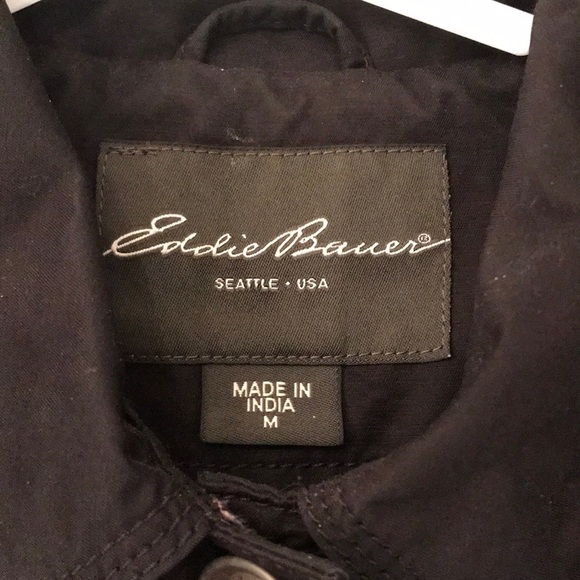 Eddie Bauer®
SEATTLE • USA
MADE IN
INDIA
M